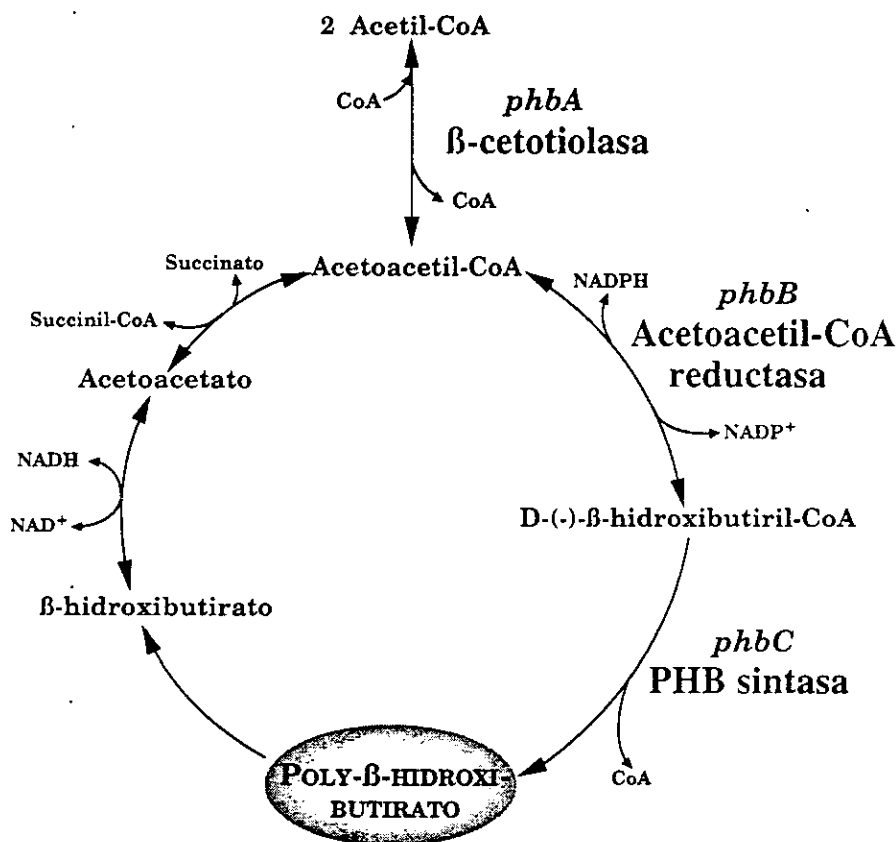 2 Acetil-CoA
CoA
phbA
ß-cetotiolasa
CoA
Succinato
Acetoacetil-CoA
NADPH
phbB
Succinil-CoA
Acetoacetil-CoA
reductasa
Acetoacetato
NADP+
NADH
NAD+
D-(-)-ß-hidroxibutiril-CoA
ß-hidroxibutirato
phbC
PHB sintasa
POLY-ß-HIDROXI-
BUTIRATO
CoA